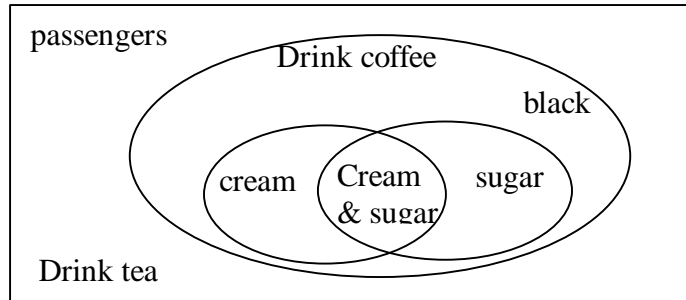 passengers
Drink coffee
black
cream
Cream
& sugar
sugar
Drink tea